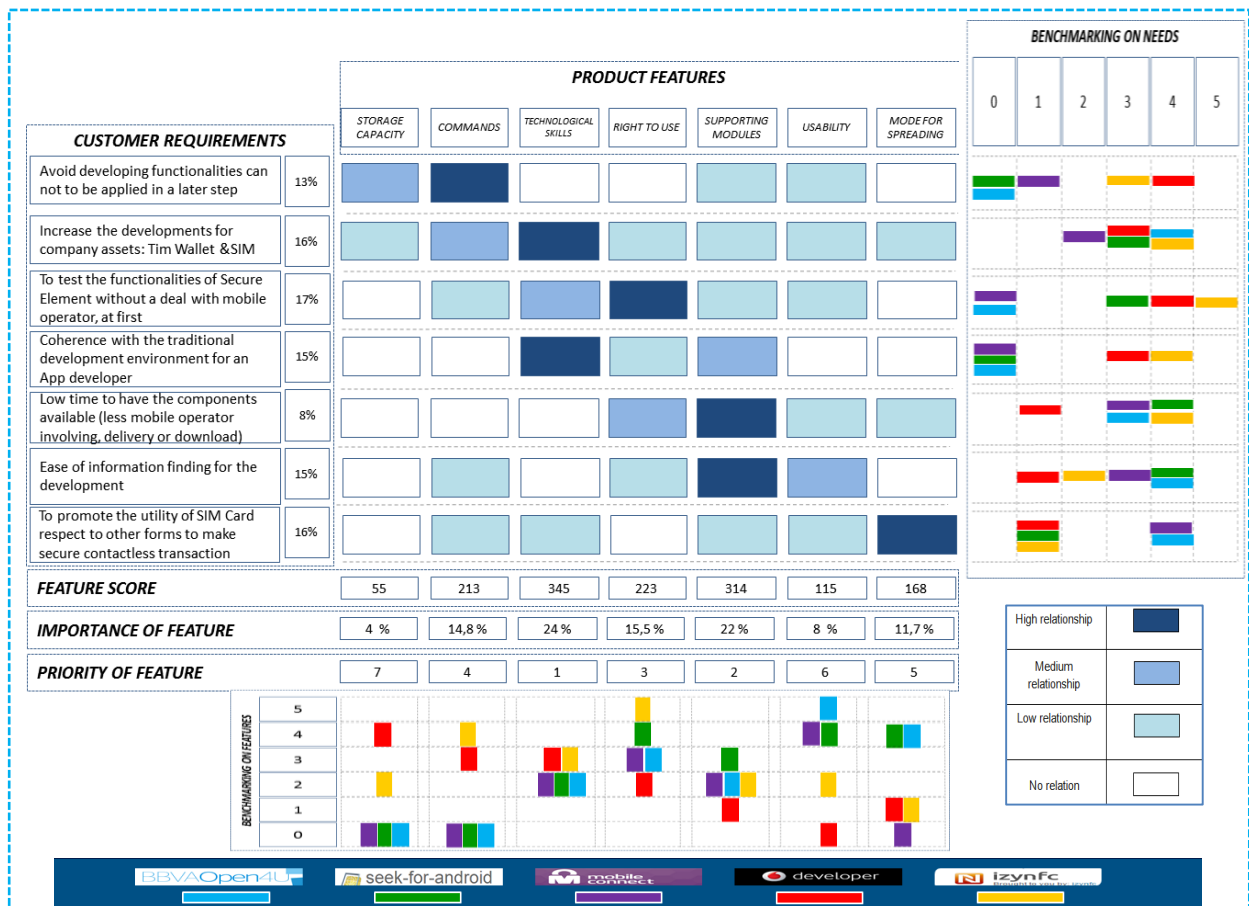 BENCHMARKING ON NEEDS
0 1 2 3 4 5
PRODUCT FEATURES
STORAGE CAPACITY
COMMANDS
TECHNOLOGICAL SKILLS
RIGHT TO USE
SUPPORTING MODULES
USABILITY
MODE FOR SPREADING
CUSTOMER REQUIREMENTS
Avoid developing functionalities can
not to be applied in a later step
13%
Increase the developments for
company assets: Tim Wallet &SIM
16%
To test the functionalities of Secure
Element without a deal with mobile
operator, at first
17%
Coherence with the traditional
development environment for an
App developer
15%
Low time to have the components
available (less mobile operator
involving, delivery or download)
8%
Ease of information finding for the
development
15%
To promote the utility of SIM Card
respect to other forms to make
secure contactless transaction
16%
FEATURE SCORE 55 213 345 223 314 115 168
IMPORTANCE OF FEATURE 4 % 14,8 % 24 % 15,5 % 22 % 8 % 11,7 %
PRIORITY OF FEATURE 7 4 1 3 2 6 5
BENCHMARKING ON FEATURES
5
4
3
2
1
0
High relationship
Medium
relationship
Low relationship
No relation
BBVAOpen4U
seek-for-android
mobile
connect
developer
izynfc
Brought to you by: izynfc